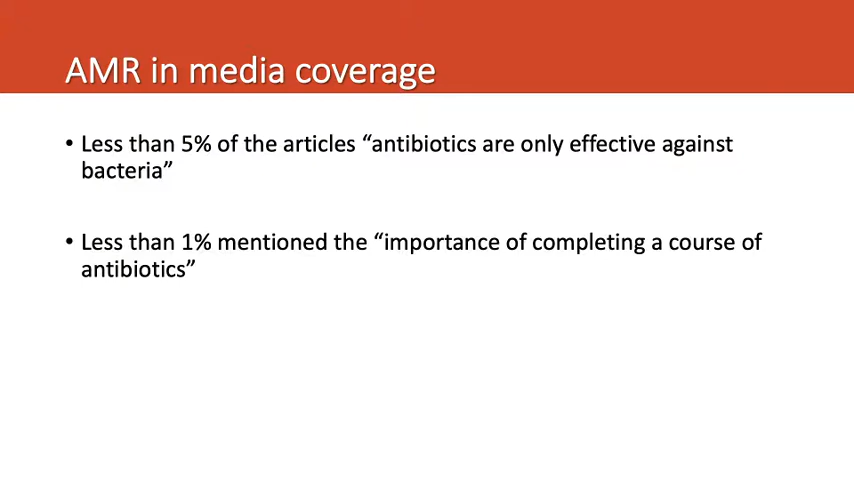 AMR in media coverage
• Less than 5% of the articles “antibiotics are only effective against
bacteria”
• Less than 1% mentioned the “importance of completing a course of
antibiotics”